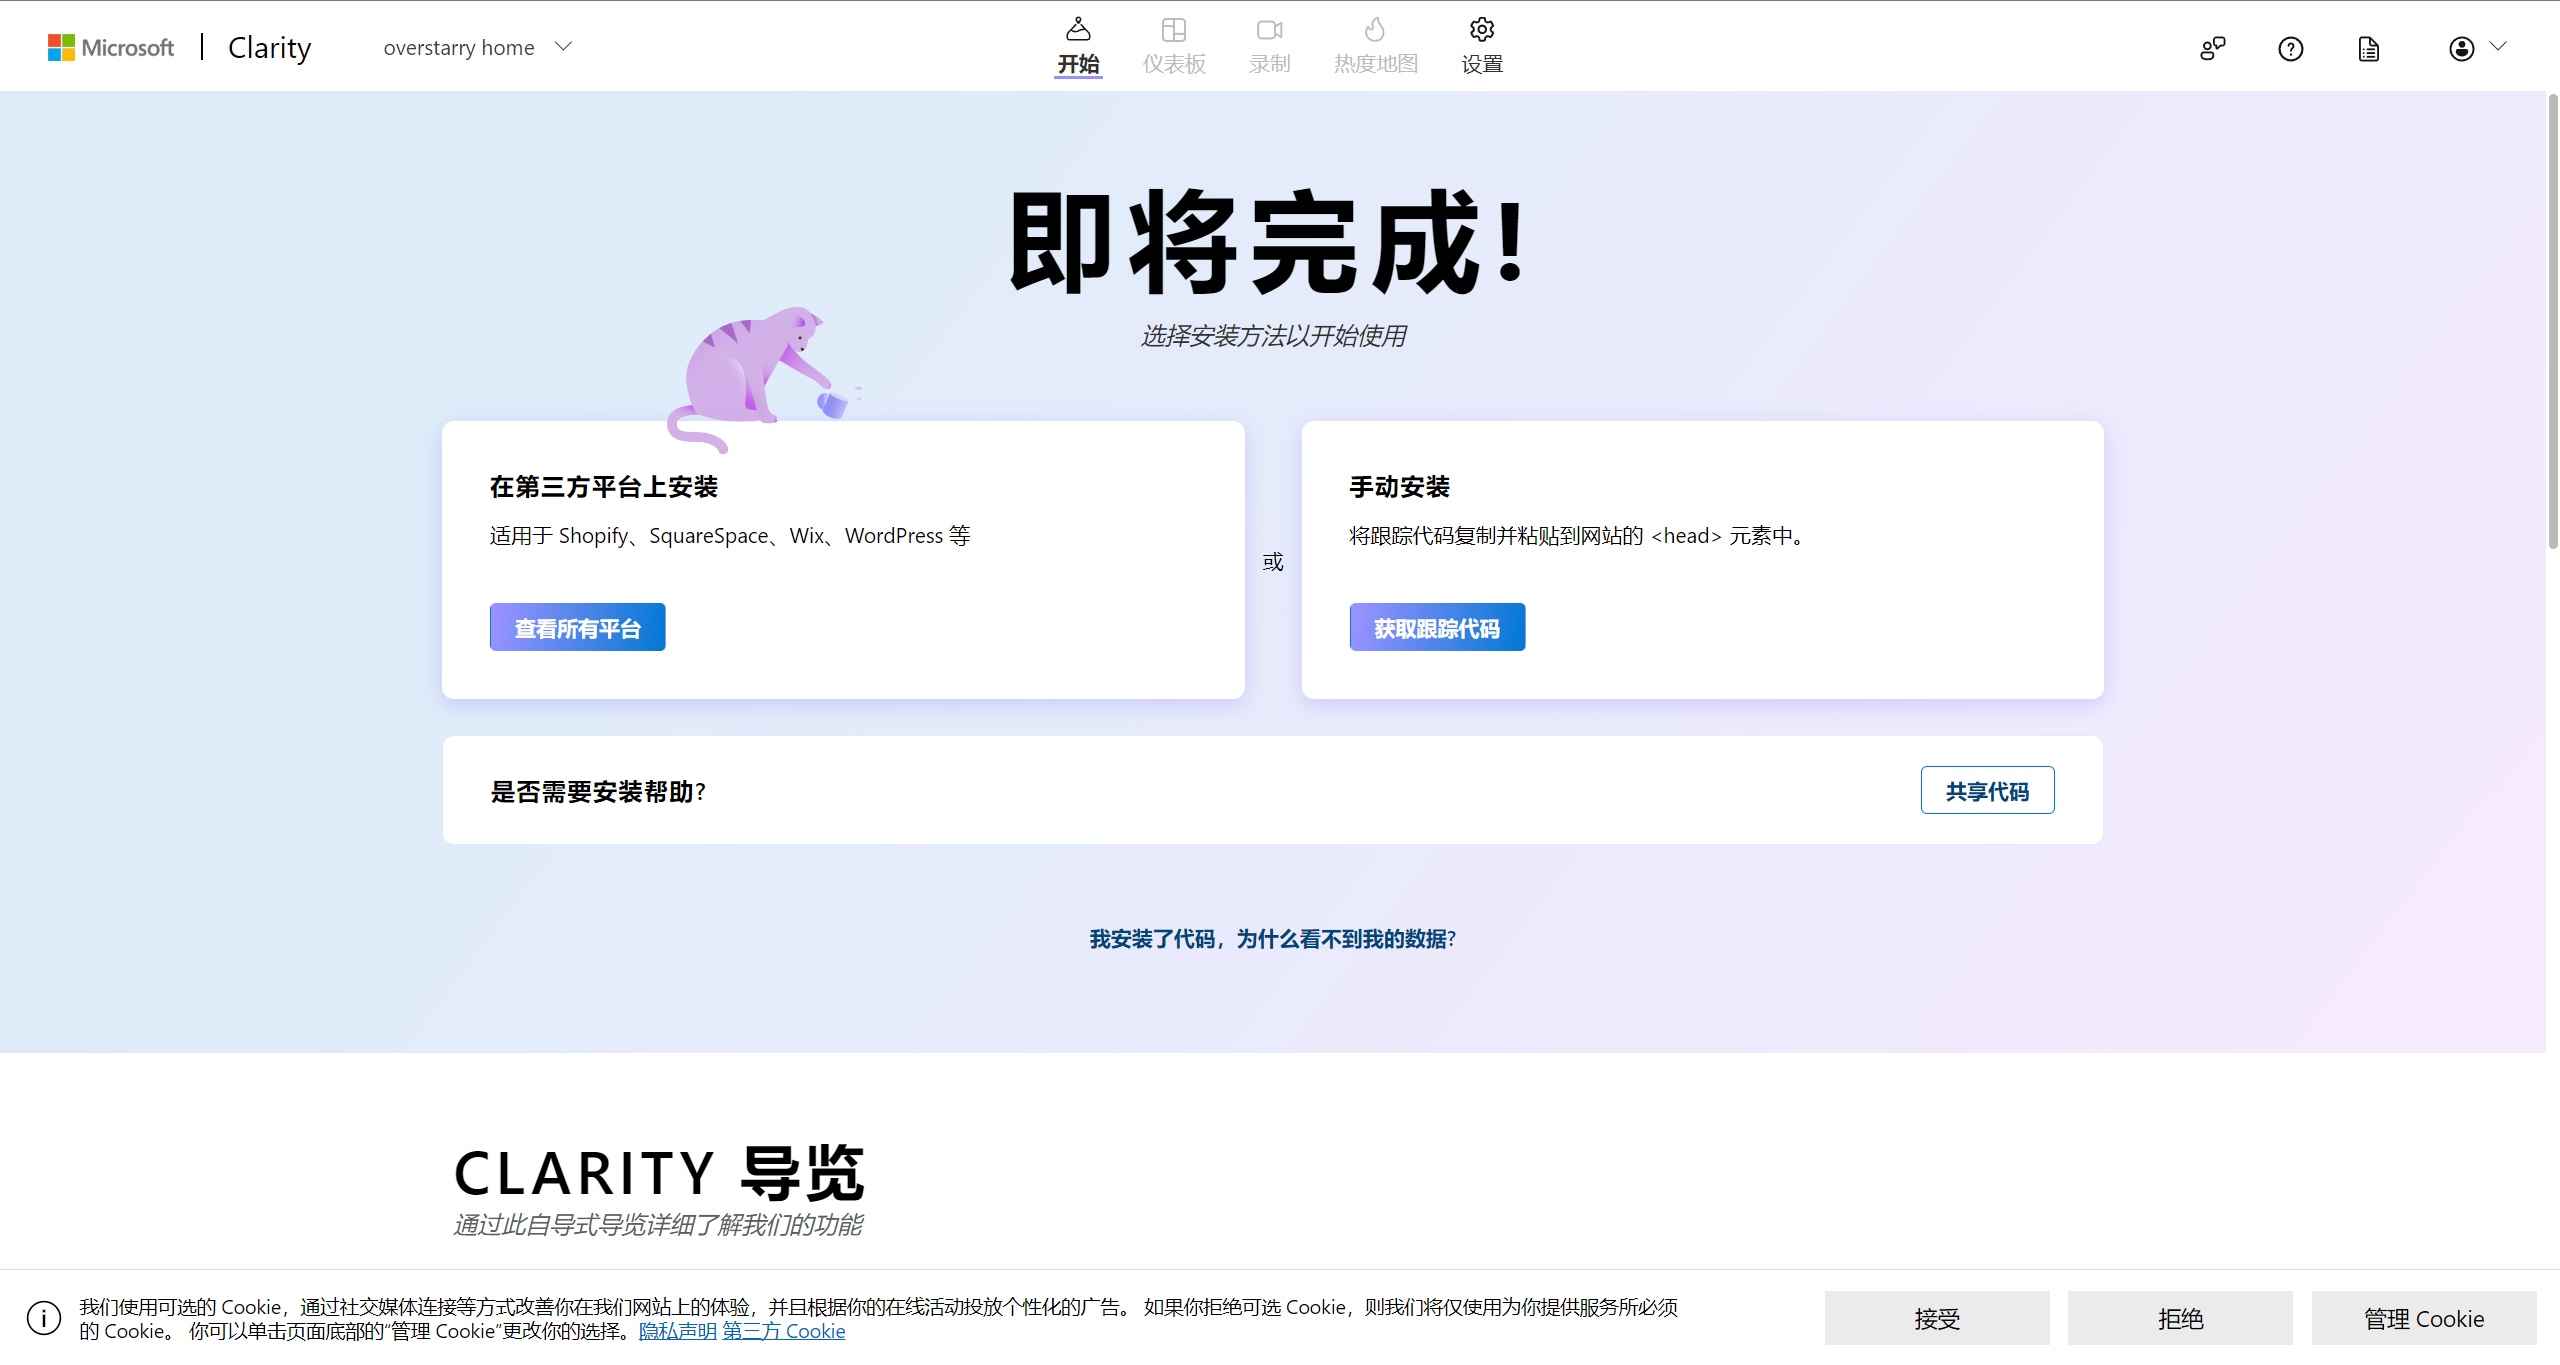 Microsoft
Clarity
overstarry home
开始
仪表板
录制
热度地图
设置
即将完成!
选择安装方法以开始使用
在第三方平台上安装
适用于 Shopify、SquareSpace、Wix、WordPress 等
查看所有平台
或
手动安装
将跟踪代码复制并粘贴到网站的 <head> 元素中。
获取跟踪代码
是否需要安装帮助?
共享代码
我安装了代码，为什么看不到我的数据?
CLARITY 导览
通过此自导式导览详细了解我们的功能
我们使用可选的 Cookie，通过社交媒体连接等方式改善你在我们网站上的体验，并且根据你的在线活动投放个性化的广告。 如果你拒绝可选 Cookie，则我们将仅使用为你提供服务所必须
的 Cookie。 你可以单击页面底部的“管理 Cookie”更改你的选择。隐私声明 第三方 Cookie
接受
拒绝
管理 Cookie